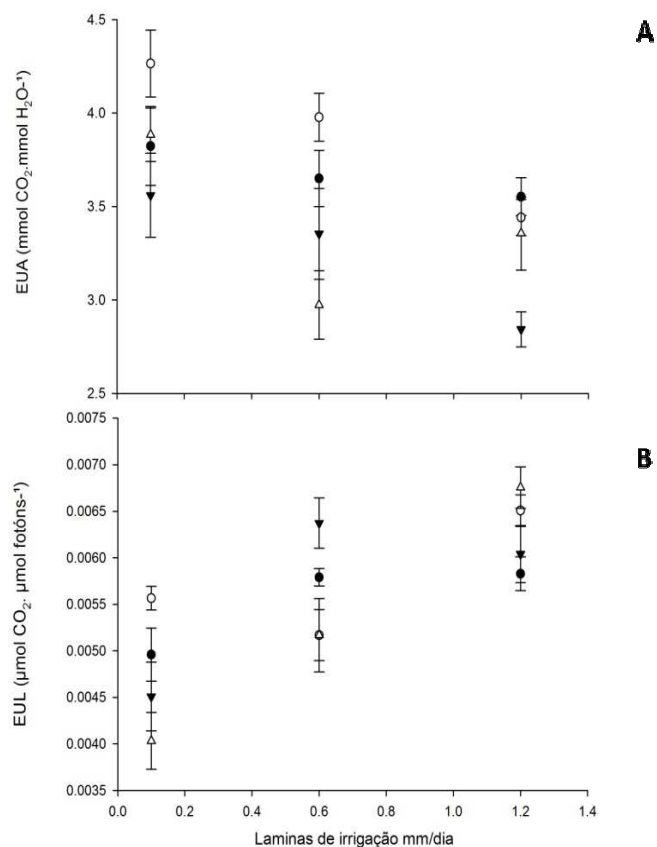 A
4.5
4.0
3.5
3.0
2.5
EUA (mmol CO₂.mmol H₂O-¹)
B
0.0075
0.0070
0.0065
0.0060
0.0055
0.0050
0.0045
0.0040
0.0035
EUL (µmol CO₂. µmol fotóns-¹)
0.0 0.2 0.4 0.6 0.8 1.0 1.2 1.4
Laminas de irrigação mm/dia